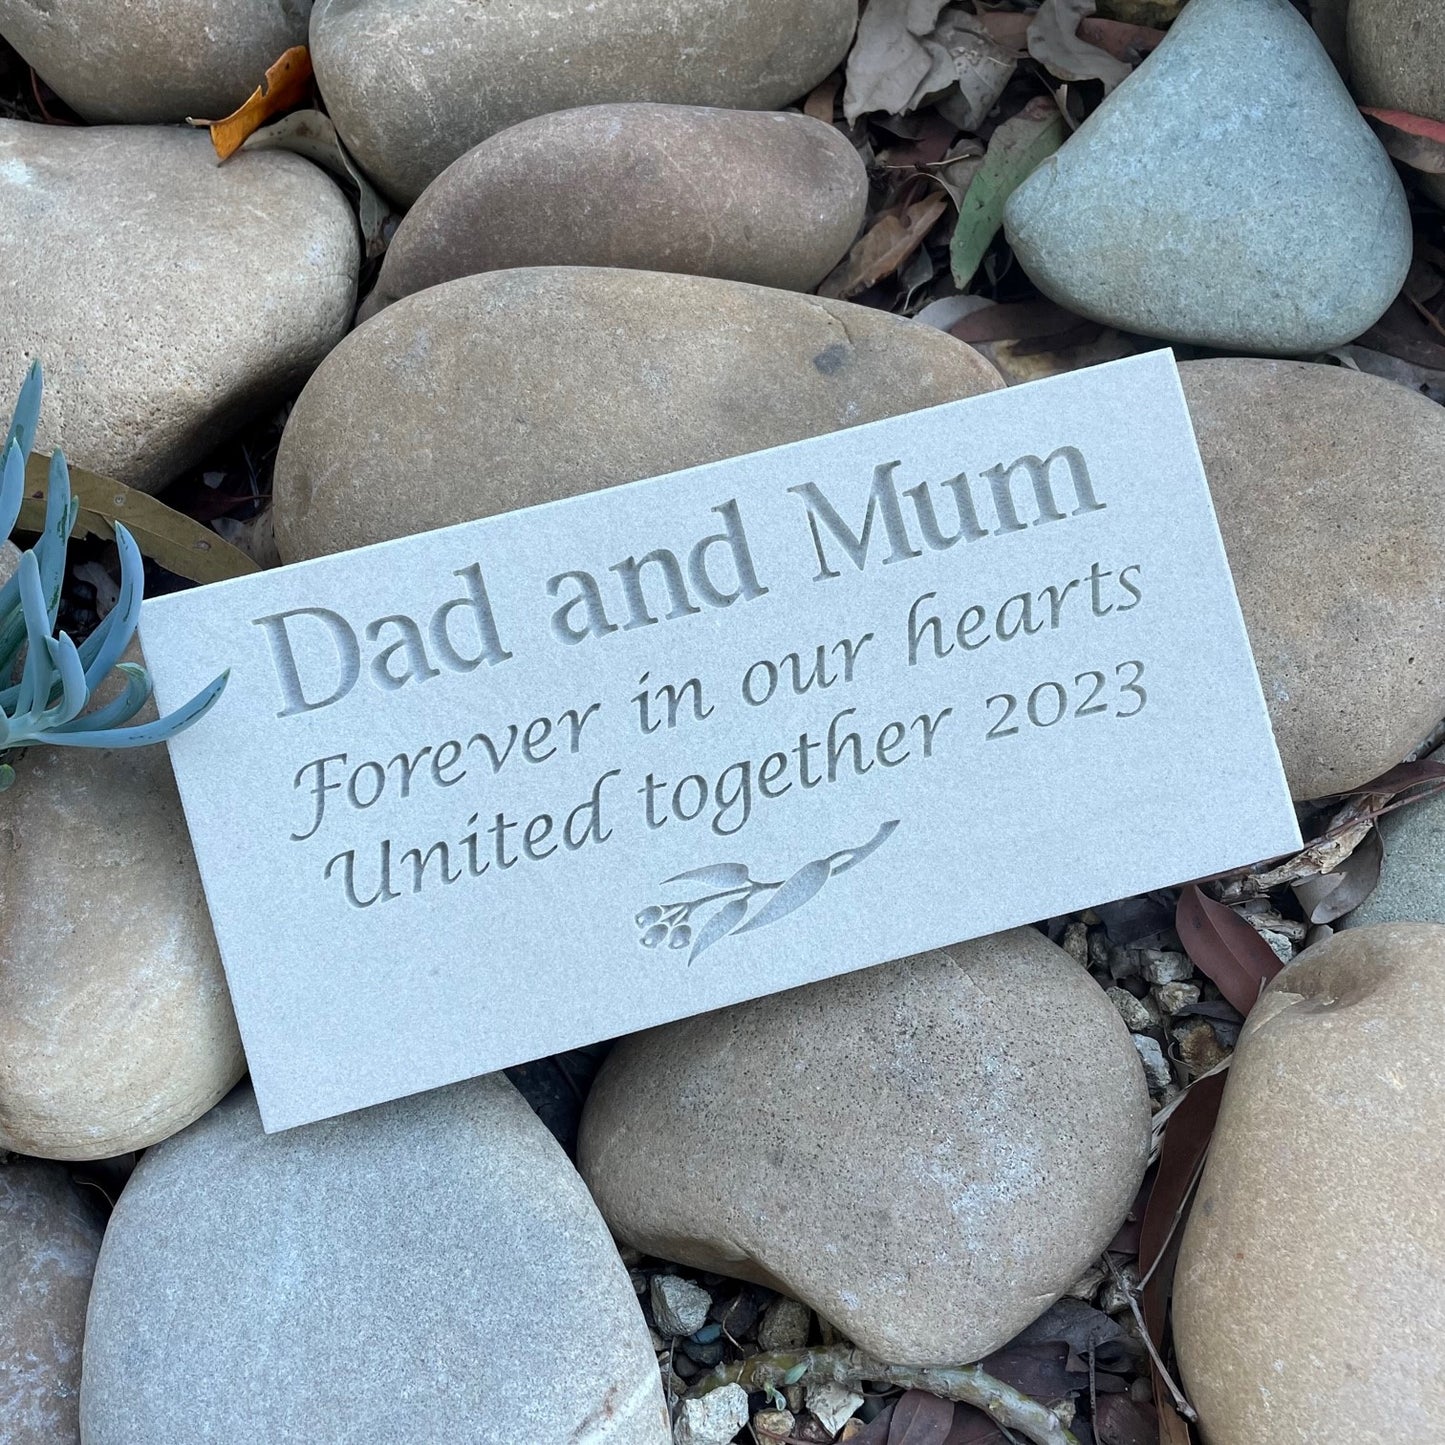 Dad and Mum
Forever in our hearts
United together 2023